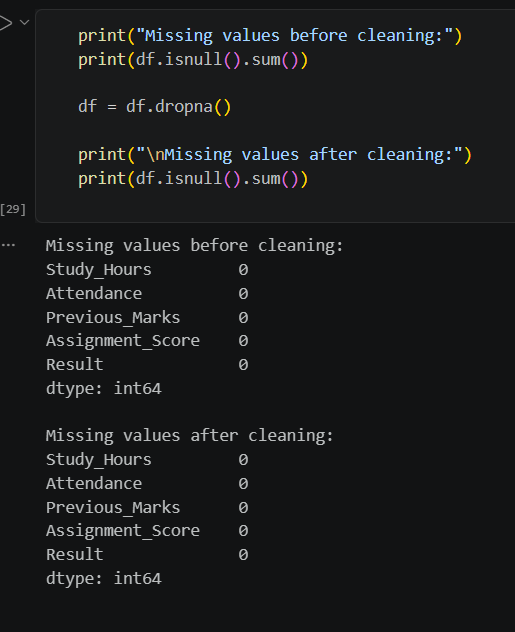 print("Missing values before cleaning:")
print(df.isnull().sum())
df = df.dropna()
print("\nMissing values after cleaning:")
print(df.isnull().sum())
[29]
... Missing values before cleaning:
Study_Hours 0
Attendance 0
Previous_Marks 0
Assignment_Score 0
Result 0
dtype: int64
Missing values after cleaning:
Study_Hours 0
Attendance 0
Previous_Marks 0
Assignment_Score 0
Result 0
dtype: int64